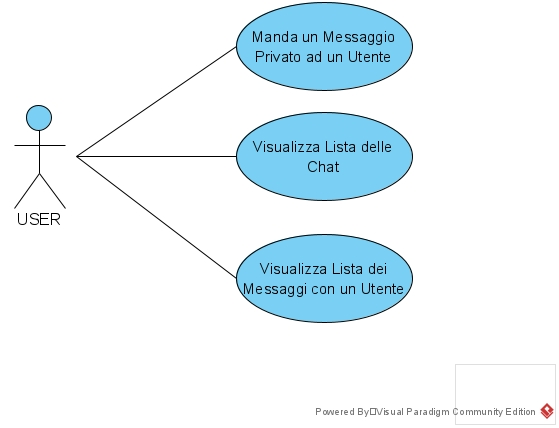 Manda un Messaggio
Privato ad un Utente
Visualizza Lista delle
Chat
USER
Visualizza Lista dei
Messaggi con un Utente
Powered By Visual Paradigm Community Edition